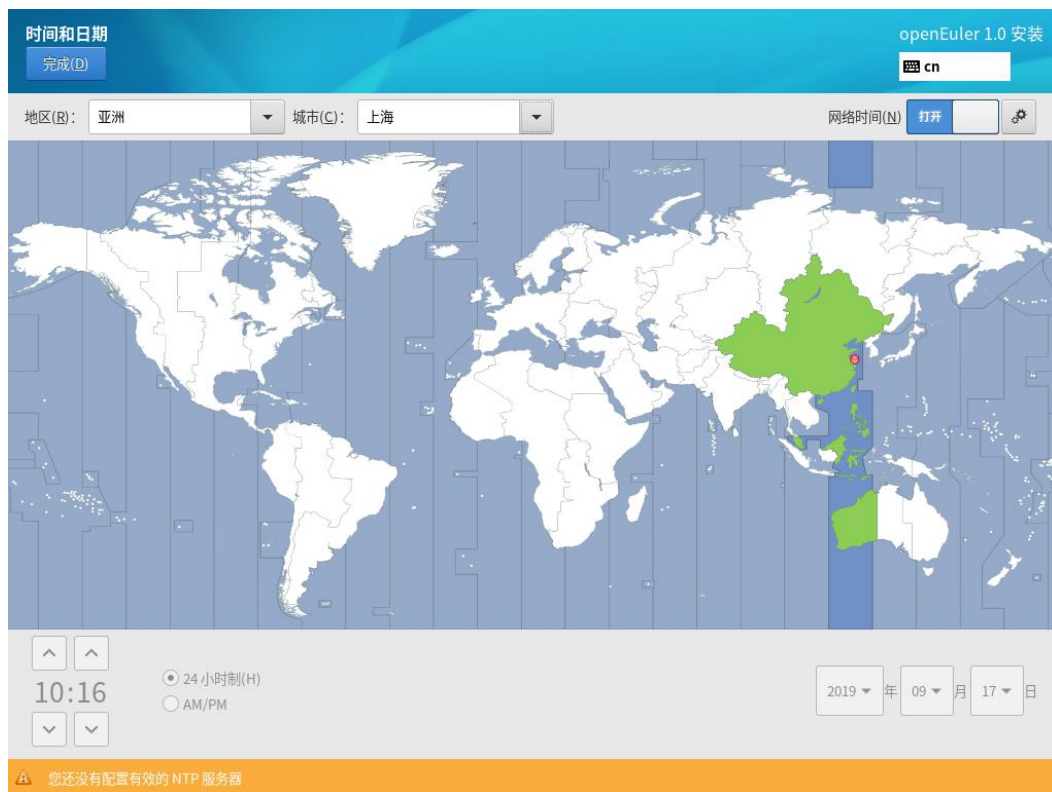 时间和日期
openEuler 1.0 安装
完成(D)
cn
地区(R)： 亚洲 城市(C)： 上海 网络时间(N) 打开
10:16
24 小时制(H)
AM/PM
2019 年 09 月 17 日
您还没有配置有效的 NTP 服务器